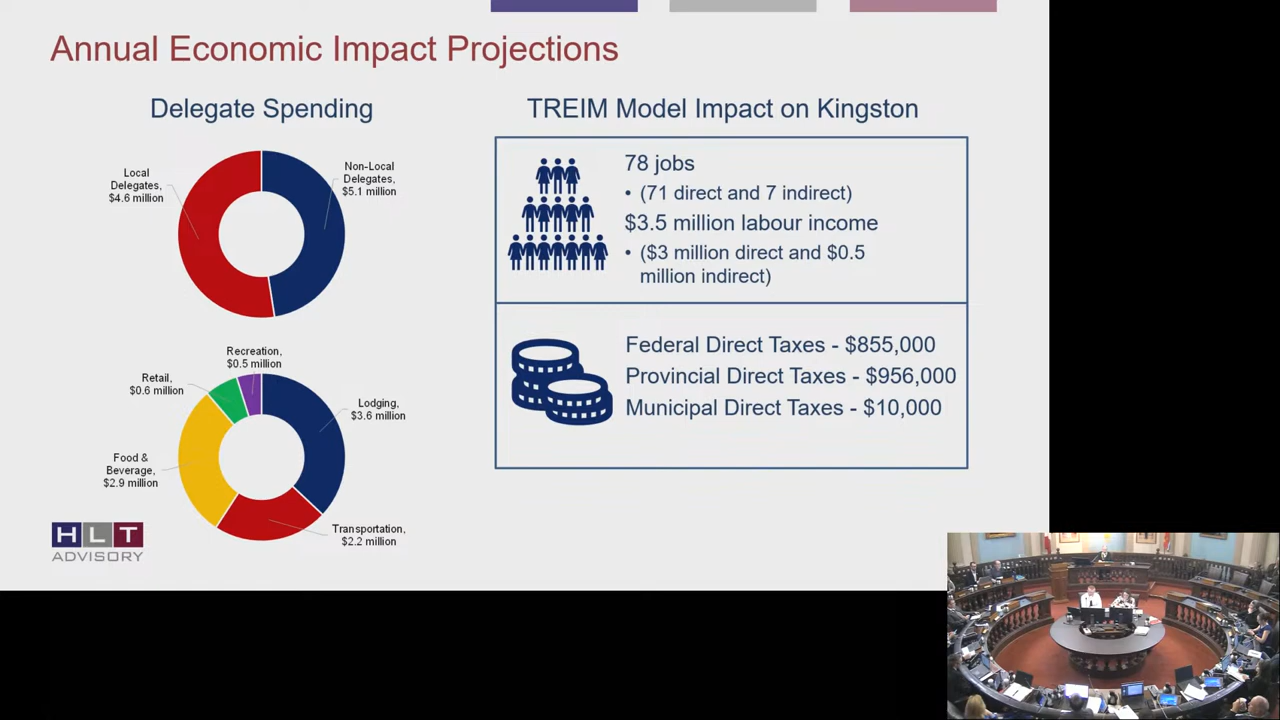 Annual Economic Impact Projections
Delegate Spending
Local
Delegates,
$4.6 million
Non-Local
Delegates,
$5.1 million
Recreation,
$0.5 million
Retail,
$0.6 million
Lodging,
$3.6 million
Food &
Beverage,
$2.9 million
Transportation,
$2.2 million
HLT
ADVISORY
TREIM Model Impact on Kingston
78 jobs
• (71 direct and 7 indirect)
$3.5 million labour income
• ($3 million direct and $0.5
million indirect)
Federal Direct Taxes - $855,000
Provincial Direct Taxes - $956,000
Municipal Direct Taxes - $10,000